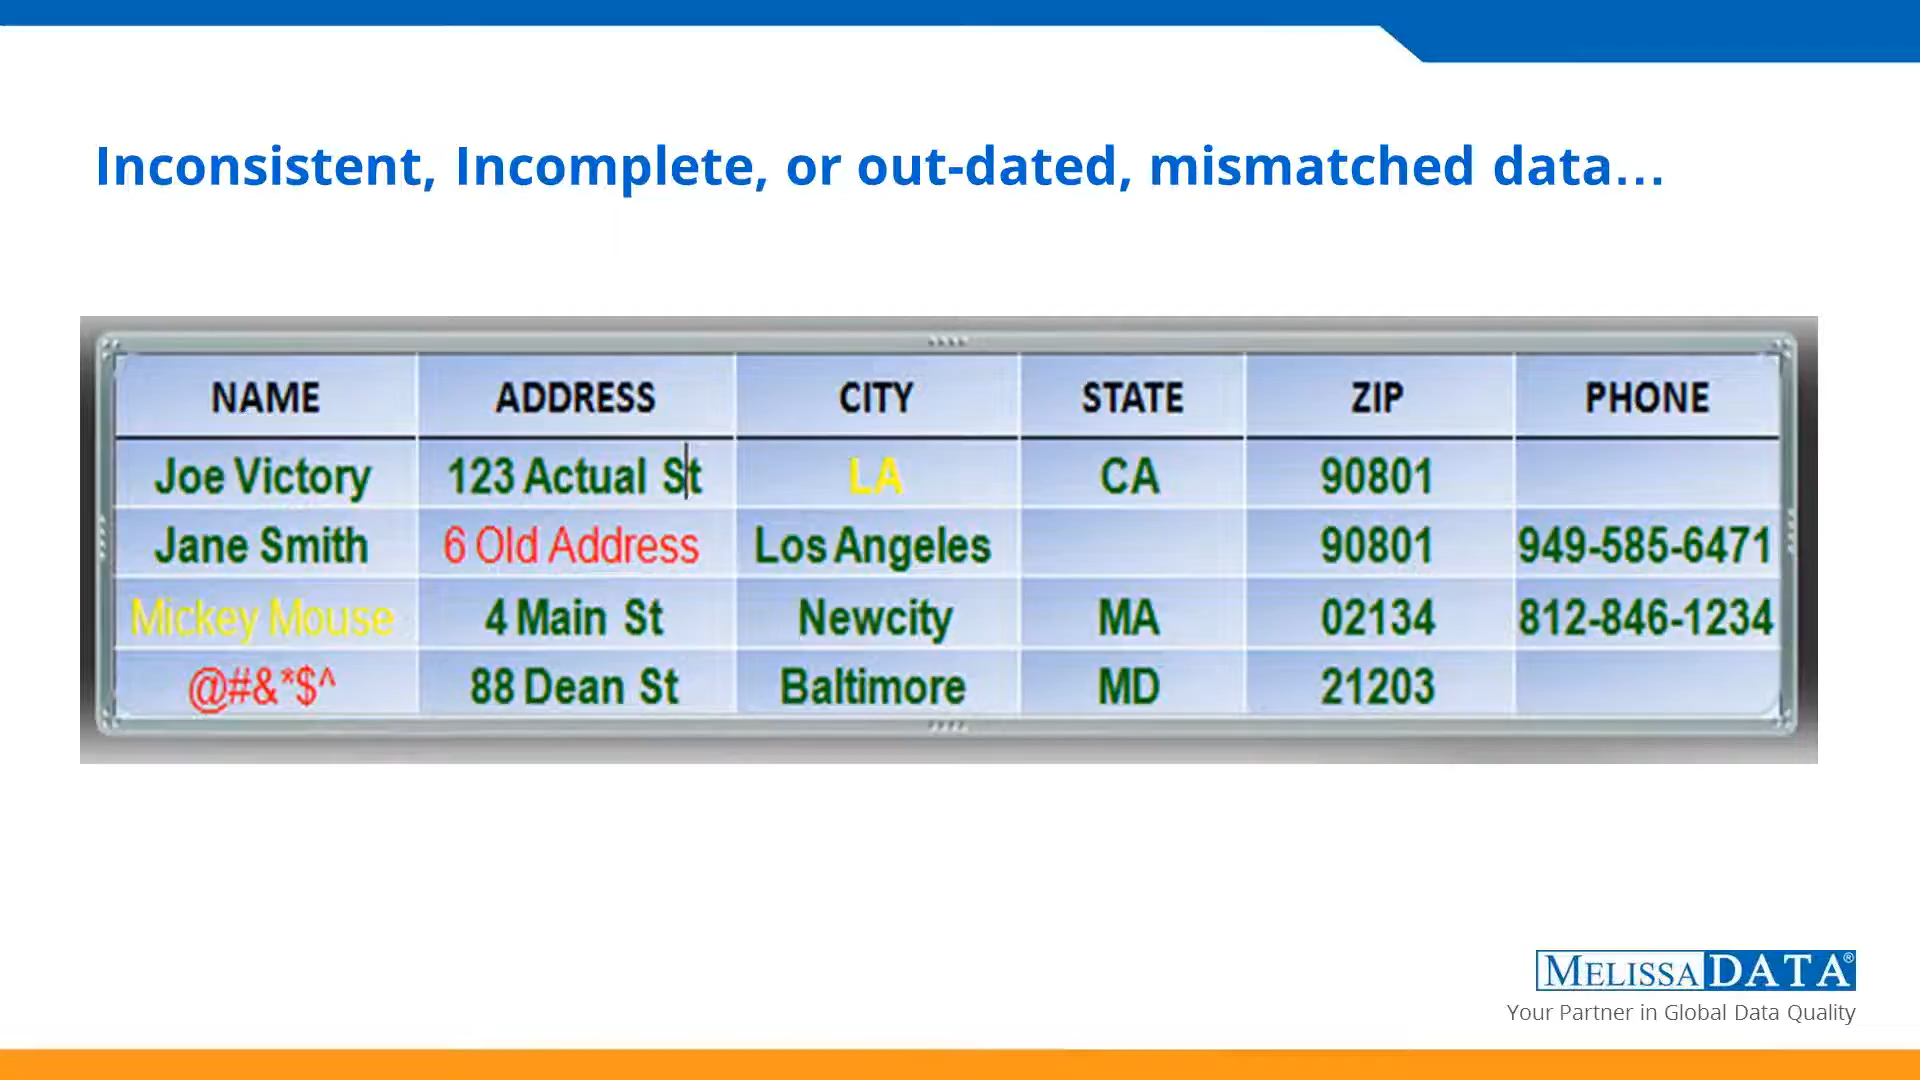 Inconsistent, Incomplete, or out-dated, mismatched data…
NAME ADDRESS CITY STATE ZIP PHONE
Joe Victory 123 Actual St LA CA 90801
Jane Smith 6 Old Address Los Angeles 90801 949-585-6471
Mickey Mouse 4 Main St Newcity MA 02134 812-846-1234
@#&*$^ 88 Dean St Baltimore MD 21203
MELISSA DATA®
Your Partner in Global Data Quality